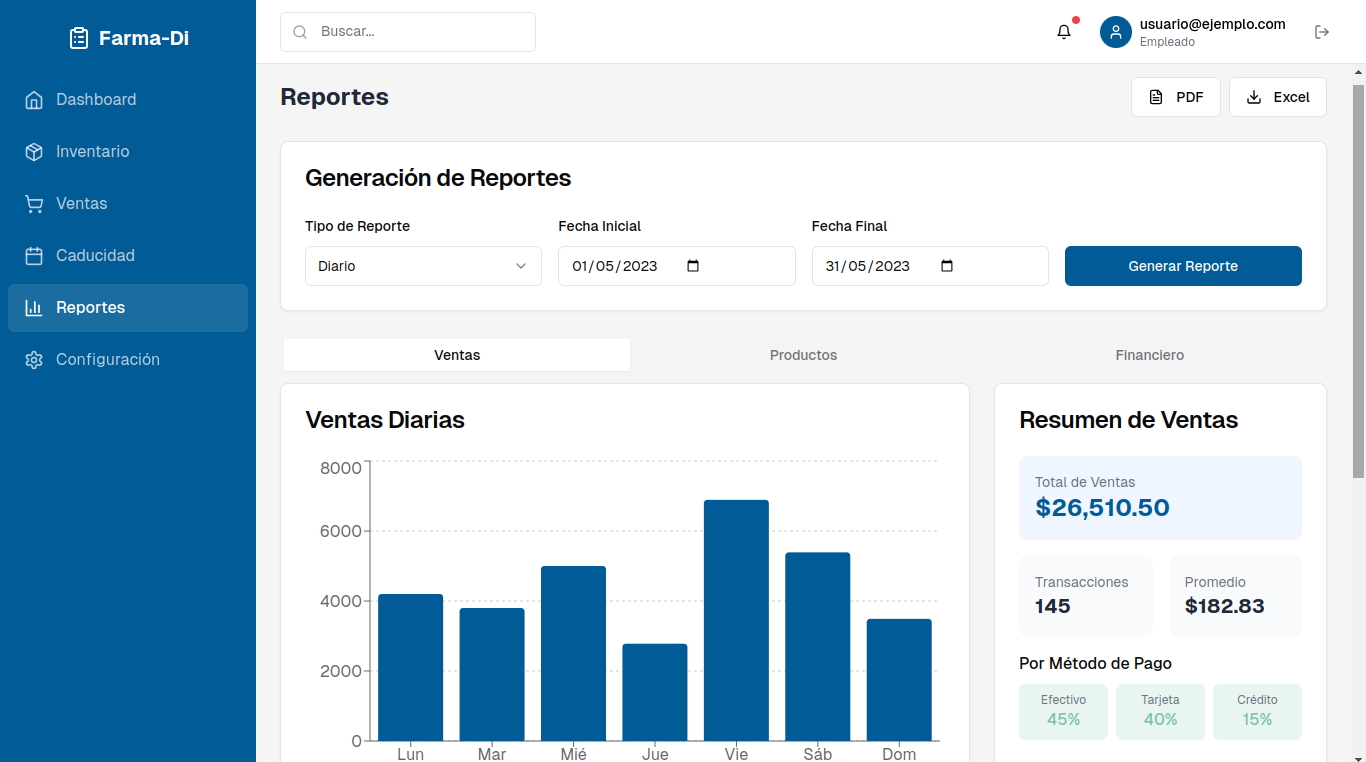 Farma-Di
Dashboard
Inventario
Ventas
Caducidad
Reportes
Configuración
Buscar...
usuario@ejemplo.com
Empleado
Reportes
PDF
Excel
Generación de Reportes
Tipo de Reporte
Fecha Inicial
Fecha Final
Diario
01/05/2023
31/05/2023
Generar Reporte
Ventas
Productos
Financiero
Ventas Diarias
8000
6000
4000
2000
0
Lun
Mar
Mié
Jue
Vie
Sáb
Dom
Resumen de Ventas
Total de Ventas
$26,510.50
Transacciones
145
Promedio
$182.83
Por Método de Pago
Efectivo
45%
Tarjeta
40%
Crédito
15%